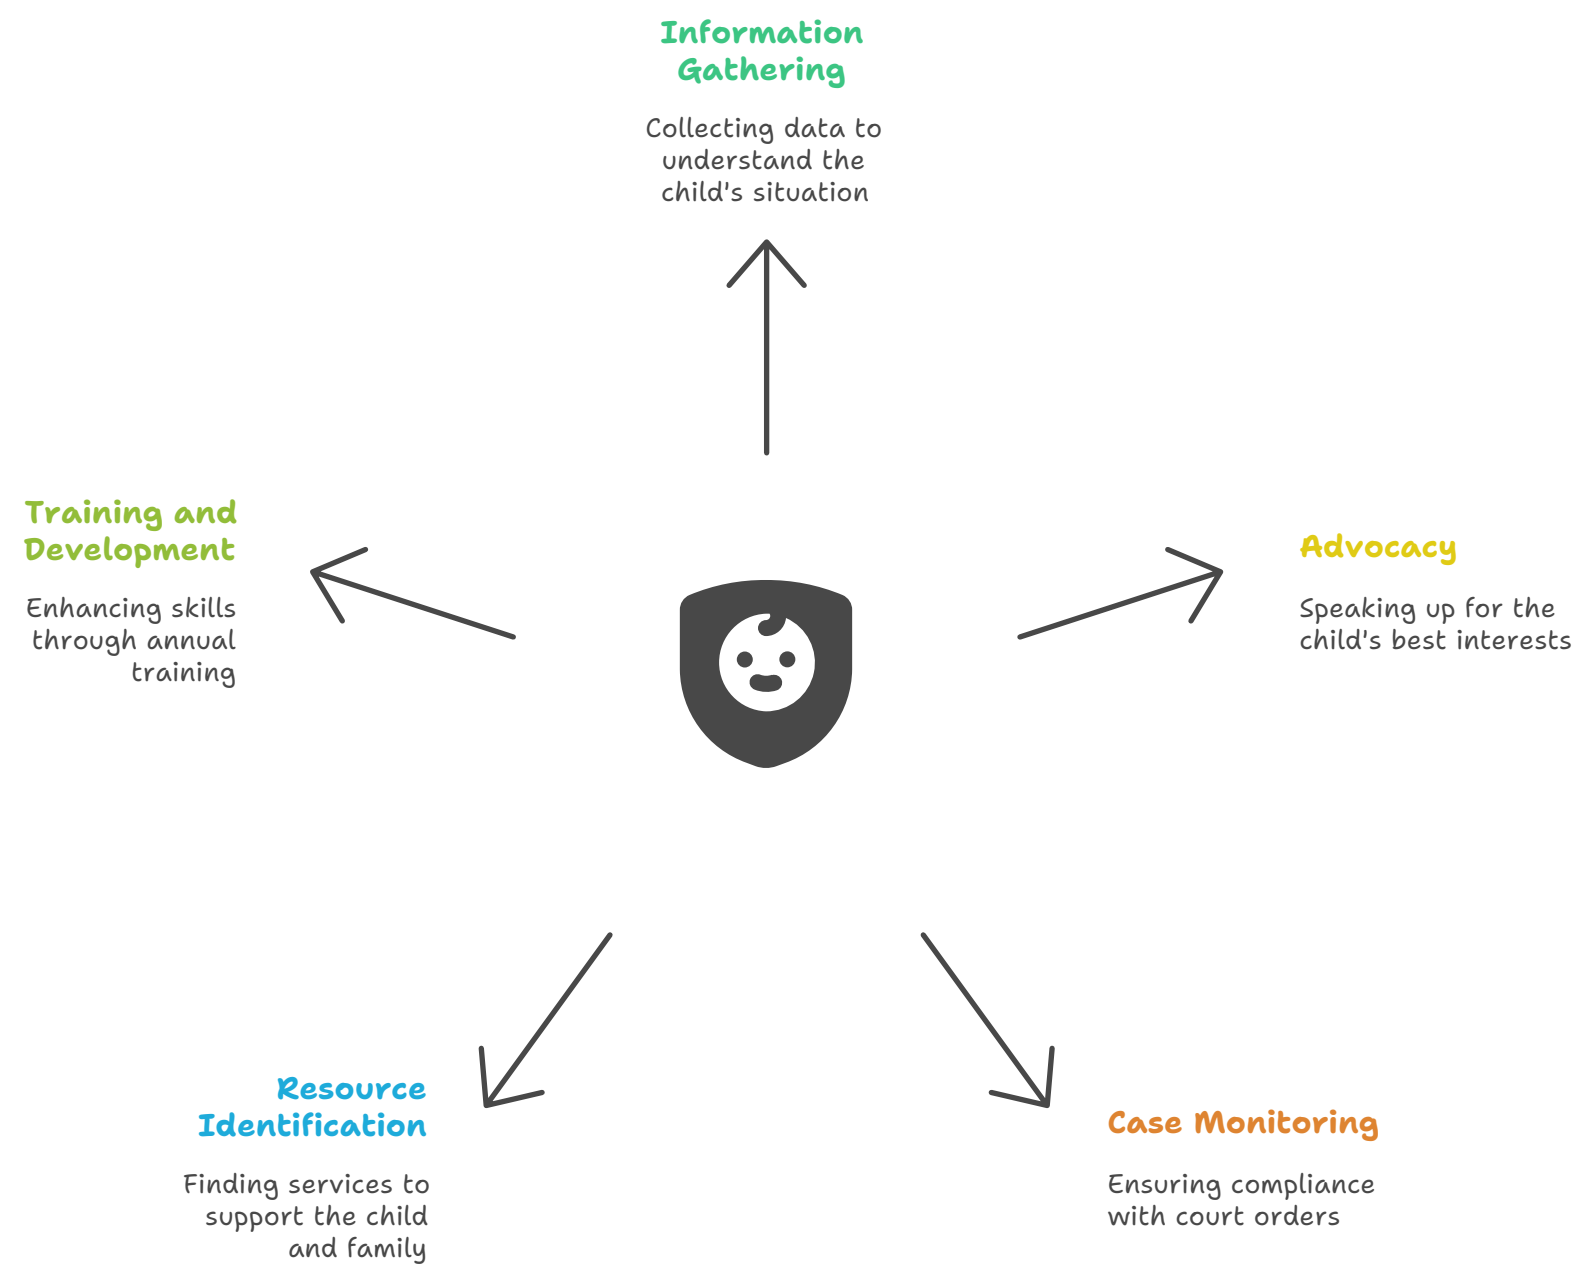 Information
Gathering
Collecting data to
understand the
child's situation
Training and
Development
Enhancing skills
through annual
training
Advocacy
Speaking up for the
child's best interests
Resource
Identification
Finding services to
support the child
and family
Case Monitoring
Ensuring compliance
with court orders